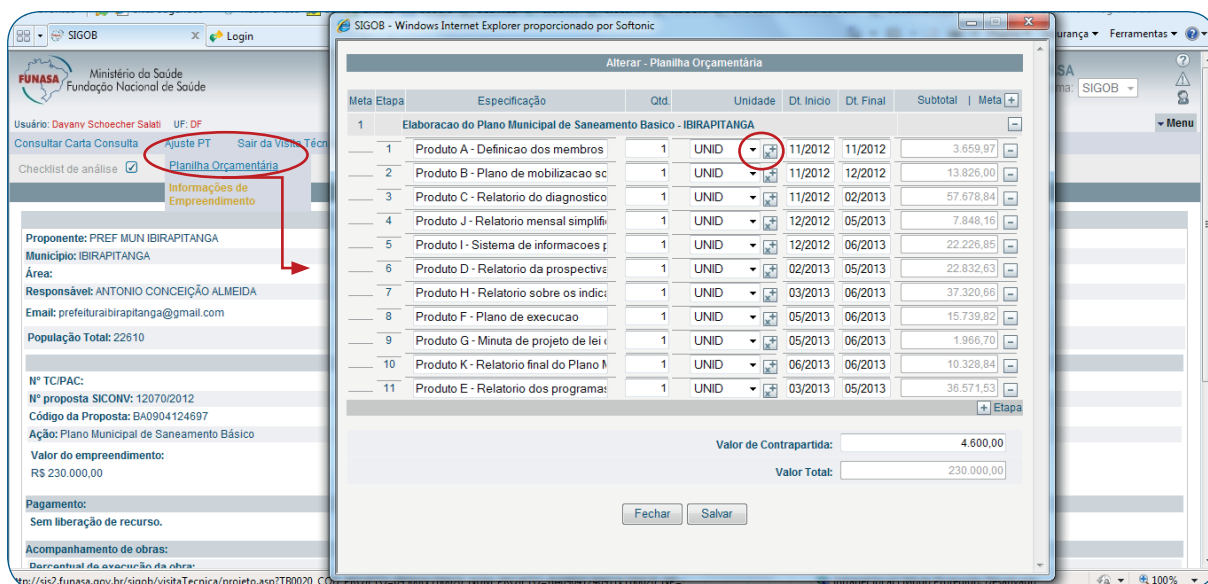 SIGOB
Login
urança Ferramentas
FUNASA
Ministério da Saúde
Fundação Nacional de Saúde
SA
ma: SIGOB
Usuário: Dayany Schoecher Salati UF: DF
Menu
Consultar Carta Consulta Ajuste PT Sair da Visita Técn
Checklist de análise
Planilha Orçamentária
Informações de
Empreendimento
Proponente: PREF MUN IBIRAPITANGA
Município: IBIRAPITANGA
Área:
Responsável: ANTONIO CONCEIÇÃO ALMEIDA
Email: prefeituraibirapitanga@gmail.com
População Total: 22610
Nº TC/PAC:
Nº proposta SICONV: 12070/2012
Código da Proposta: BA0904124697
Ação: Plano Municipal de Saneamento Básico
Valor do empreendimento:
R$ 230.000,00
Pagamento:
Sem liberação de recurso.
Acompanhamento de obras:
Percentual de execução da obra:
SIGOB - Windows Internet Explorer proporcionado por Softonic
Alterar - Planilha Orçamentária
Meta Etapa Especificação Qtd. Unidade Dt. Inicio Dt. Final Subtotal | Meta +
1 Elaboracao do Plano Municipal de Saneamento Basico - IBIRAPITANGA -
1 Produto A - Definicao dos membros 1 UNID 11/2012 11/2012 3.659,97 -
2 Produto B - Plano de mobilizacao so 1 UNID 11/2012 12/2012 13.826,00 -
3 Produto C - Relatorio do diagnostico 1 UNID 11/2012 02/2013 57.678,84 -
4 Produto J - Relatorio mensal simplifi 1 UNID 12/2012 05/2013 7.848,16 -
5 Produto I - Sistema de informacoes p 1 UNID 12/2012 06/2013 22.226,85 -
6 Produto D - Relatorio da prospectiva 1 UNID 02/2013 05/2013 22.832,63 -
7 Produto H - Relatorio sobre os indica 1 UNID 03/2013 06/2013 37.320,66 -
8 Produto F - Plano de execucao 1 UNID 05/2013 06/2013 15.739,82 -
9 Produto G - Minuta de projeto de lei 1 UNID 05/2013 06/2013 1.966,70 -
10 Produto K - Relatorio final do Plano M 1 UNID 06/2013 06/2013 10.328,84 -
11 Produto E - Relatorio dos programas 1 UNID 03/2013 05/2013 36.571,53 -
+ Etapa
Valor de Contrapartida: 4.600,00
Valor Total: 230.000,00
Fechar Salvar
100%